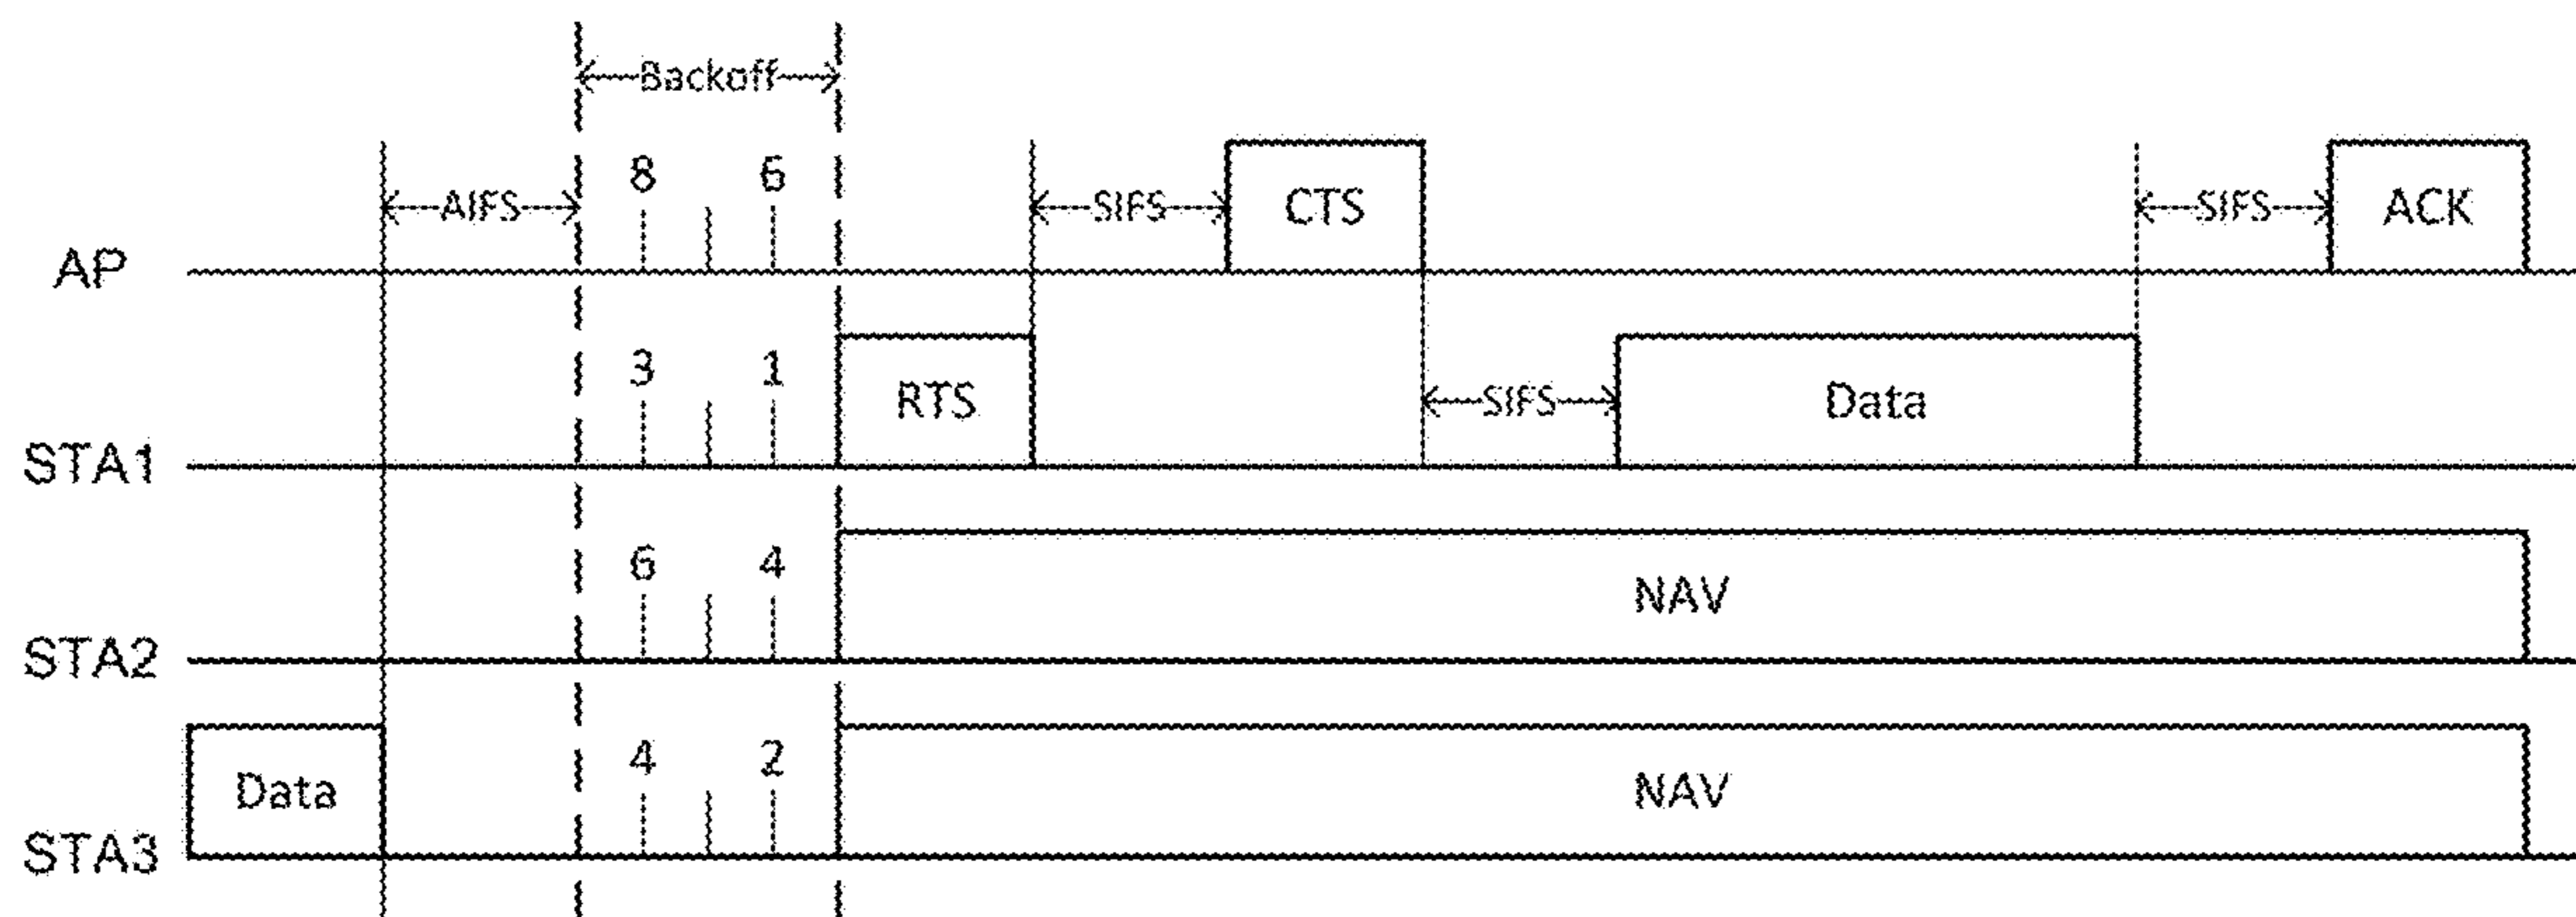 Backoff
8 6
AIFS SIFS CTS SIFS ACK
AP
3 1
RTS SIFS Data
STA1
6 4
NAV
STA2
4 2
Data NAV
STA3